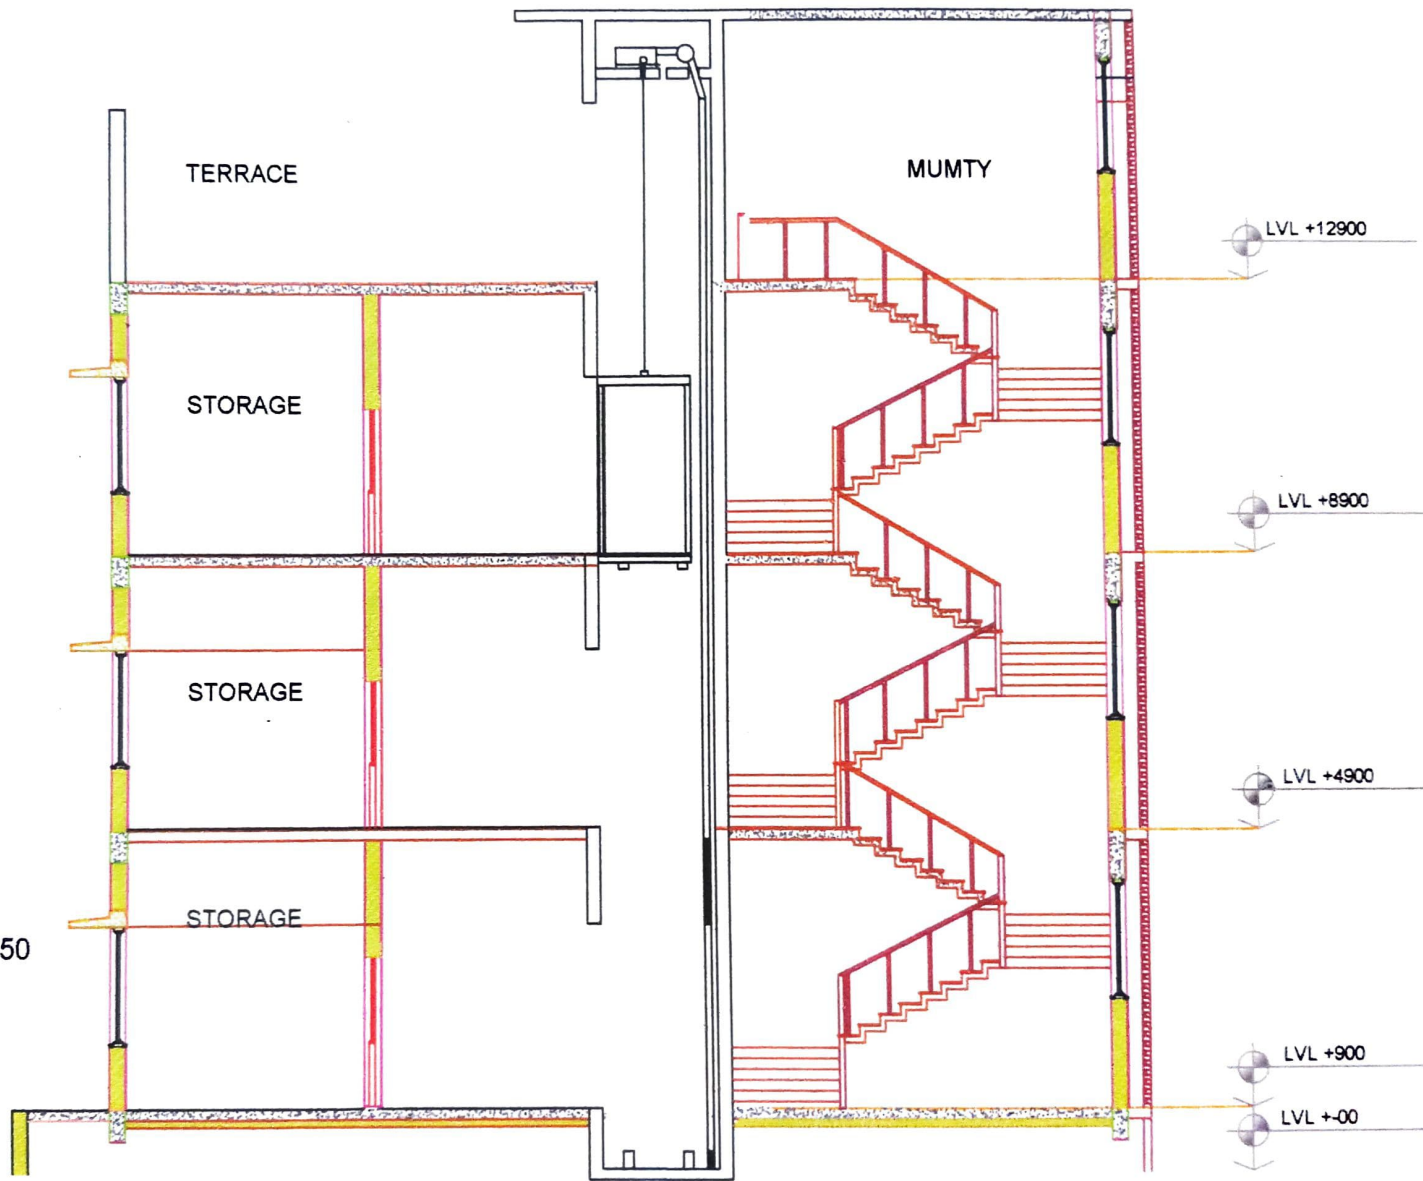 TERRACE
MUMTY
LVL +12900
STORAGE
LVL +8900
STORAGE
LVL +4900
STORAGE
50
LVL +900
LVL +-00